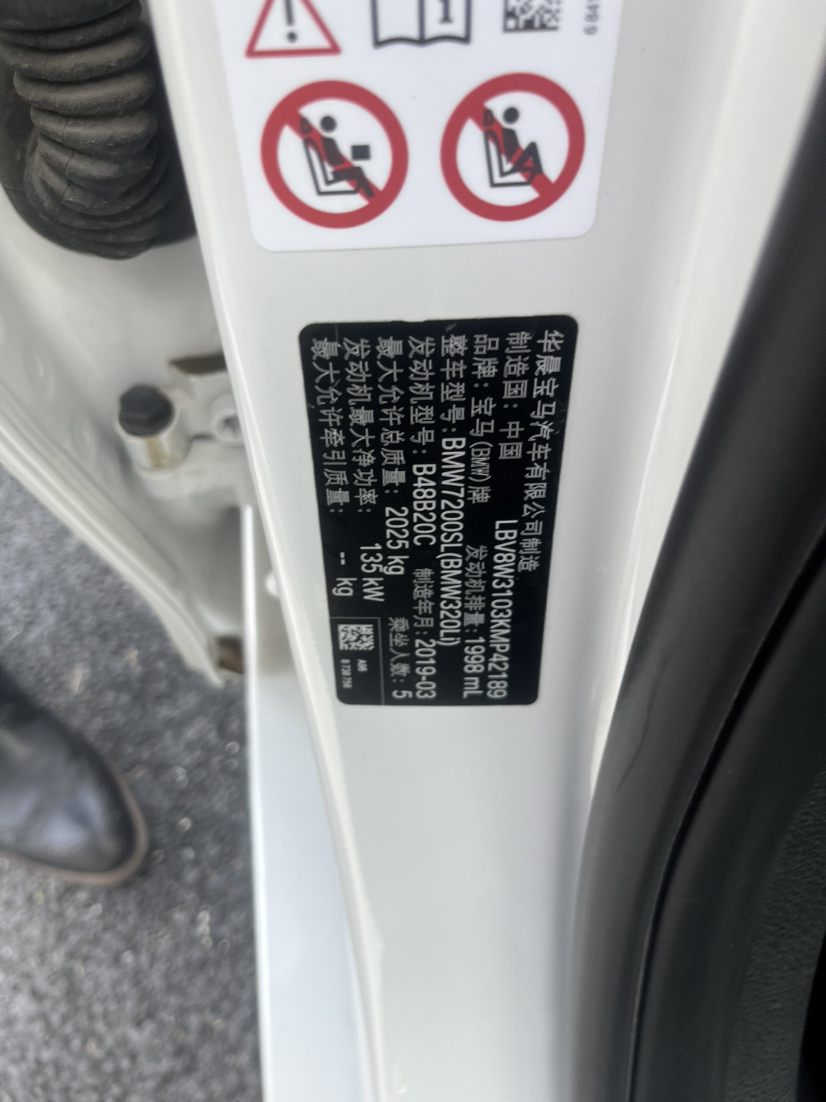 6 841
华晨宝马汽车有限公司制造
制造国：中国 LBV8W3103KMP42189
品牌：宝马(BMW)牌 发动机排量：1998 mL
整车型号：BMW7200SL(BMW320Li)
发动机型号：B48B20C 制造年月：2019-03
最大允许总质量：2025 kg 乘坐人数：5
发动机最大净功率：135 kW
最大允许牵引质量：-- kg